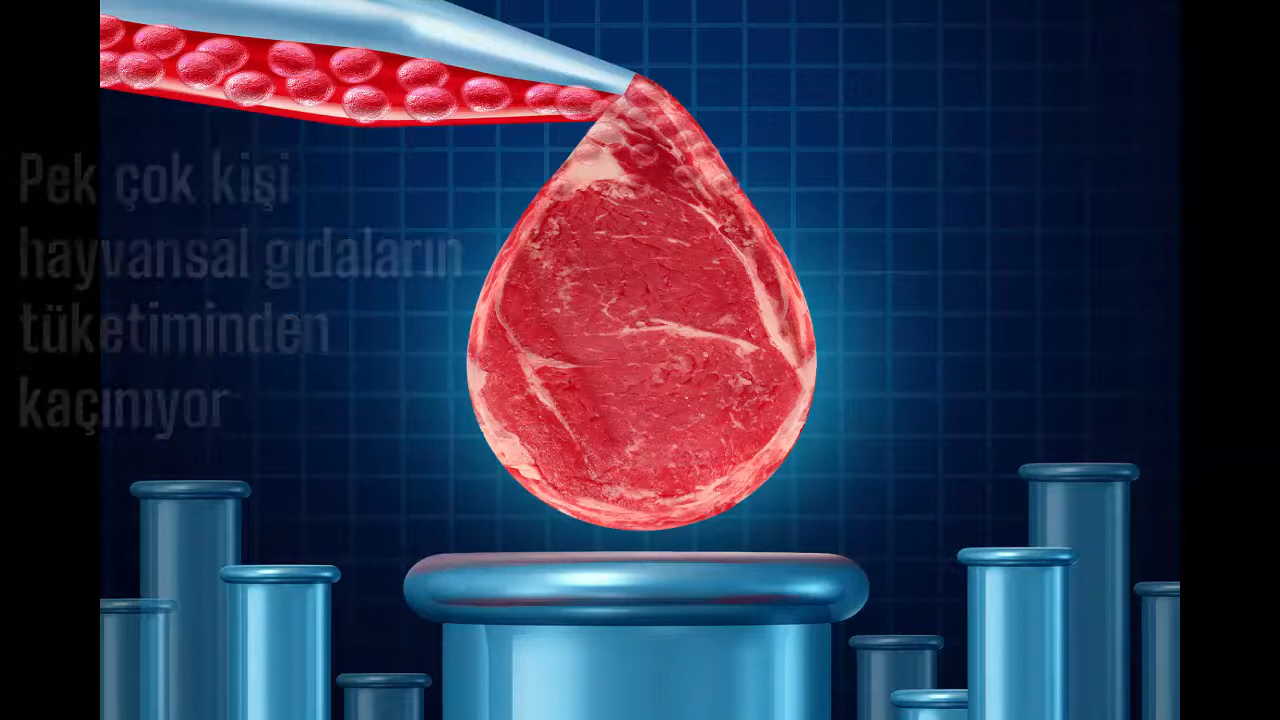 Pek çok kişi
hayvansal gıdaların
tüketiminden
kaçınıyor